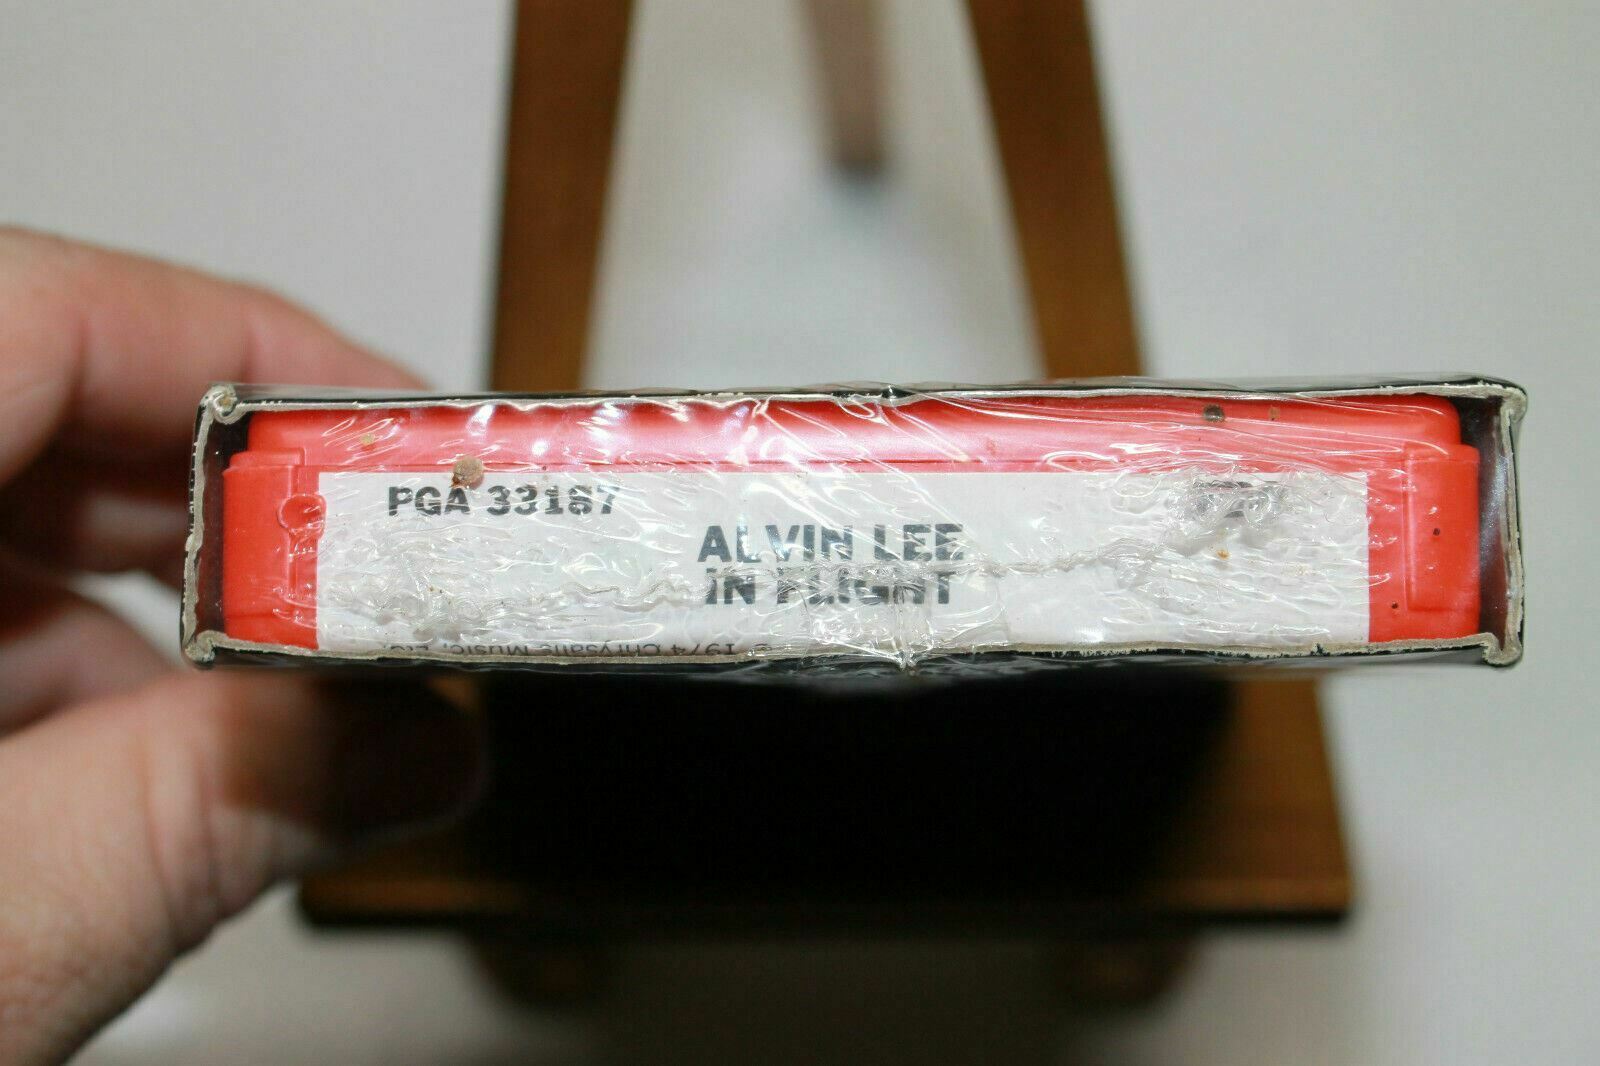 PGA 33187
ALVIN LEE
IN FLIGHT
1974 Chrysalis Music, Ltd.